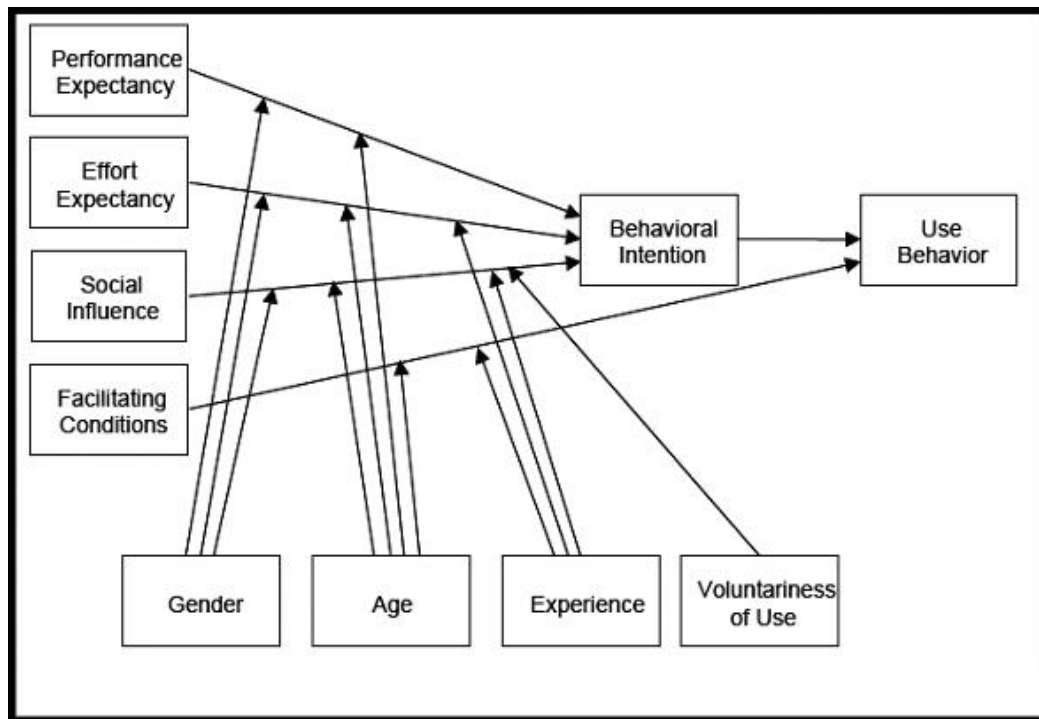 Performance
Expectancy
Effort
Expectancy
Social
Influence
Facilitating
Conditions
Behavioral
Intention
Use
Behavior
Gender
Age
Experience
Voluntariness
of Use